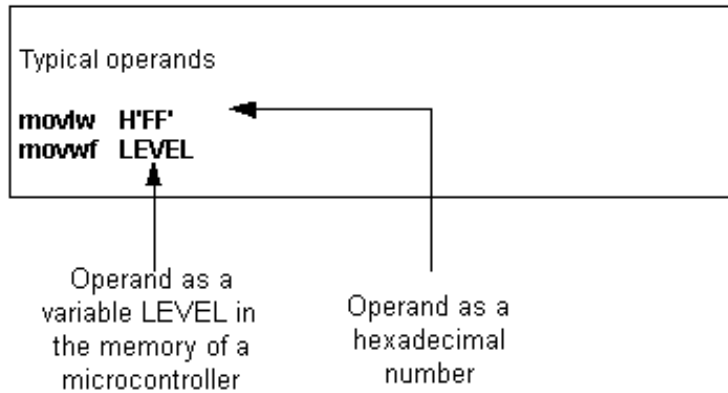 Typical operands
movlw H'FF'
movwf LEVEL
Operand as a
variable LEVEL in
the memory of a
microcontroller
Operand as a
hexadecimal
number